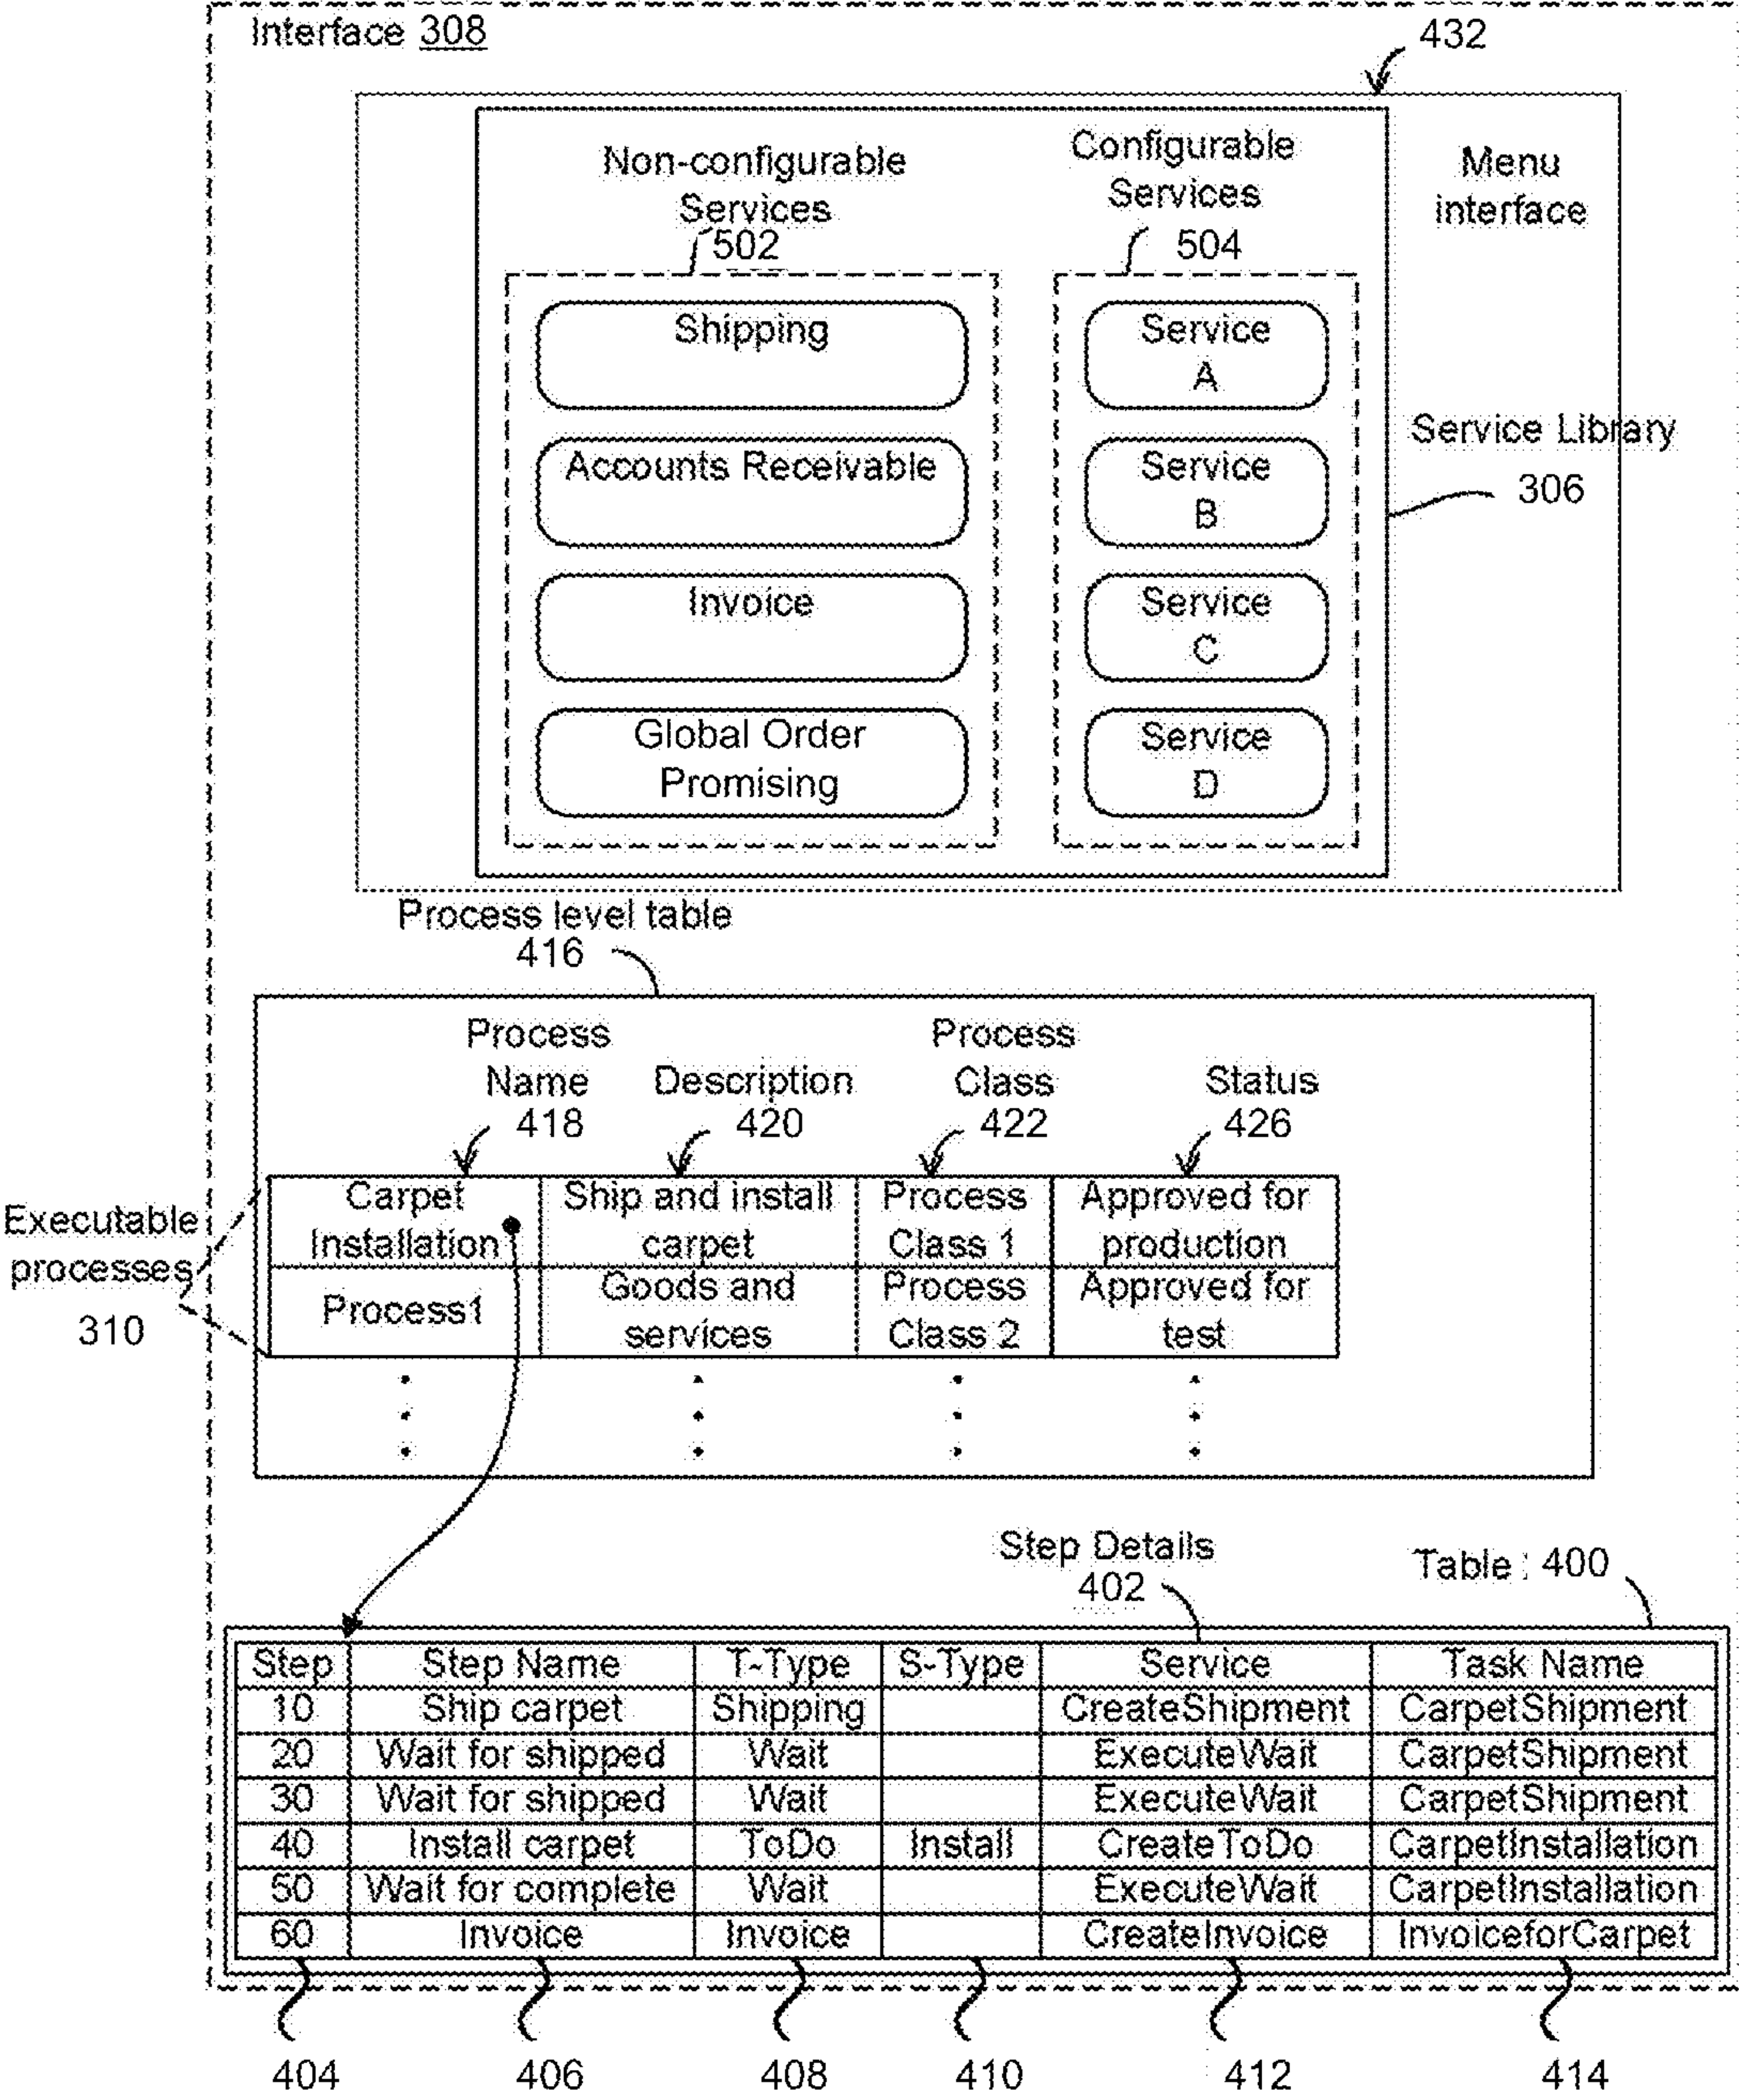 Interface 308
432
Non-configurable
Services
502
Configurable
Services
504
Menu
interface
Shipping
Accounts Receivable
Invoice
Global Order
Promising
Service
A
Service
B
Service
C
Service
D
Service Library
306
Process level table
416
Process
Name
418
Description
420
Process
Class
422
Status
426
Executable
processes
310
Carpet
Installation
Ship and install
carpet
Process
Class 1
Approved for
production
Process1
Goods and
services
Process
Class 2
Approved for
test
Step Details
402
Table 400
Step Step Name T-Type S-Type Service Task Name
10 Ship carpet Shipping CreateShipment CarpetShipment
20 Wait for shipped Wait ExecuteWait CarpetShipment
30 Wait for shipped Wait ExecuteWait CarpetShipment
40 Install carpet ToDo Install CreateToDo CarpetInstallation
50 Wait for complete Wait ExecuteWait CarpetInstallation
60 Invoice Invoice CreateInvoice InvoiceforCarpet
404 406 408 410 412 414